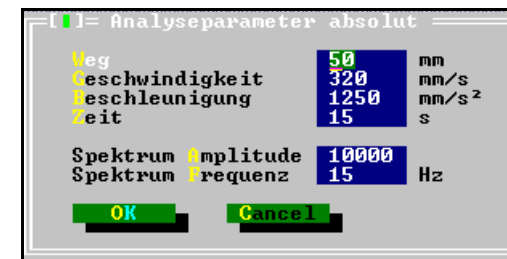 [ ]= Analyseparameter absolut
Weg 50 mm
Geschwindigkeit 320 mm/s
Beschleunigung 1250 mm/s²
Zeit 15 s
Spektrum Amplitude 10000
Spektrum Frequenz 15 Hz
OK Cancel